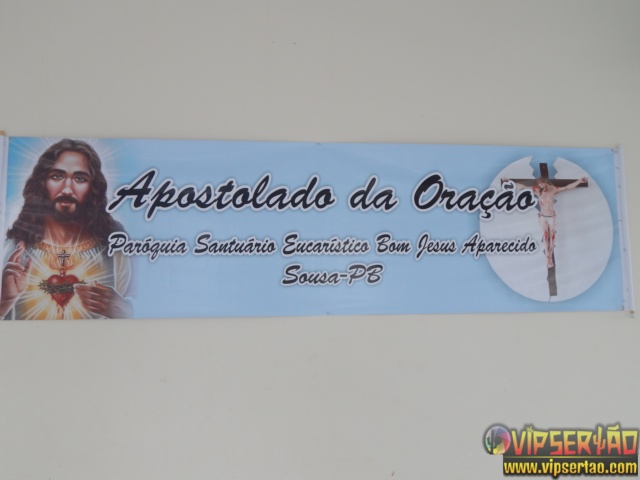 Apostolado da Oração
Paróquia Santuário Eucarístico Bom Jesus Aparecido
Sousa-PB
VIPSERTÃO
www.vipsertao.com